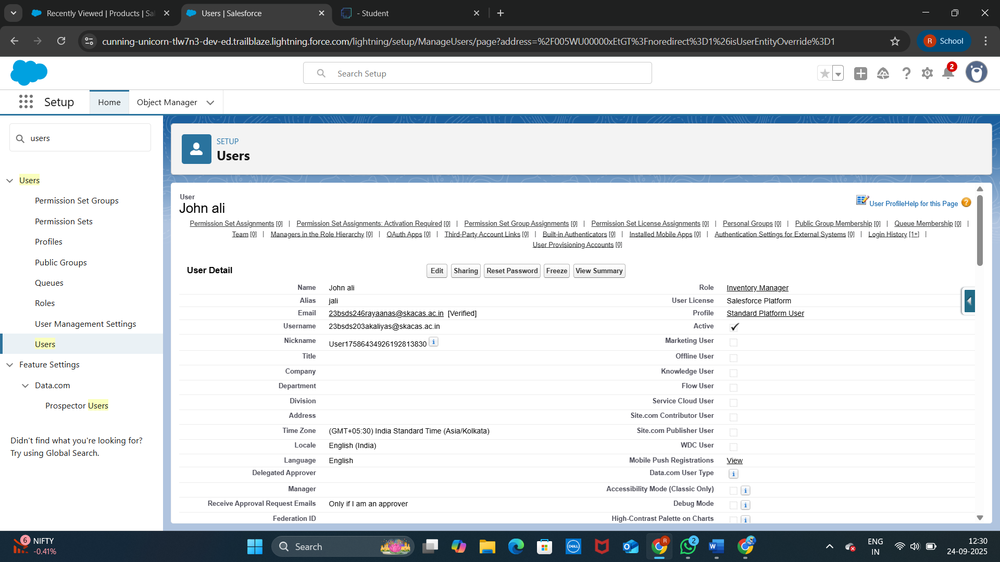 Recently Viewed | Products | Sal
Users | Salesforce
- Student
cunning-unicorn-tlw7n3-dev-ed.trailblaze.lightning.force.com/lightning/setup/ManageUsers/page?address=%2F005WU00000xEtGT%3Fnoredirect%3D1%26isUserEntityOverride%3D1
R
School
Search Setup
2
Setup
Home
Object Manager
users
SETUP
Users
Users
Permission Set Groups
Permission Sets
Profiles
Public Groups
Queues
Roles
User Management Settings
Users
Feature Settings
Data.com
Prospector Users
Didn't find what you're looking for?
Try using Global Search.
User
John ali
User ProfileHelp for this Page
Permission Set Assignments [0] | Permission Set Assignments: Activation Required [0] | Permission Set Group Assignments [0] | Permission Set License Assignments [0] | Personal Groups [0] | Public Group Membership [0] | Queue Membership [0] |
Team [0] | Managers in the Role Hierarchy [0] | OAuth Apps [0] | Third-Party Account Links [0] | Built-in Authenticators [0] | Installed Mobile Apps [0] | Authentication Settings for External Systems [0] | Login History [1+] |
User Provisioning Accounts [0]
User Detail
Edit Sharing Reset Password Freeze View Summary
Name John ali Role Inventory Manager
Alias jali User License Salesforce Platform
Email 23bsds246rayaanas@skacas.ac.in [Verified] Profile Standard Platform User
Username 23bsds203akaliyas@skacas.ac.in Active
Nickname User17586434926192813830 i Marketing User
Title Offline User
Company Knowledge User
Department Flow User
Division Service Cloud User
Address Site.com Contributor User
Time Zone (GMT+05:30) India Standard Time (Asia/Kolkata) Site.com Publisher User
Locale English (India) WDC User
Language English Mobile Push Registrations View
Delegated Approver Data.com User Type i
Manager Accessibility Mode (Classic Only) i
Receive Approval Request Emails Only if I am an approver Debug Mode i
Federation ID High-Contrast Palette on Charts i
6
NIFTY
-0.41%
Search
DELL
R
2
W
ENG
IN
12:30
24-09-2025